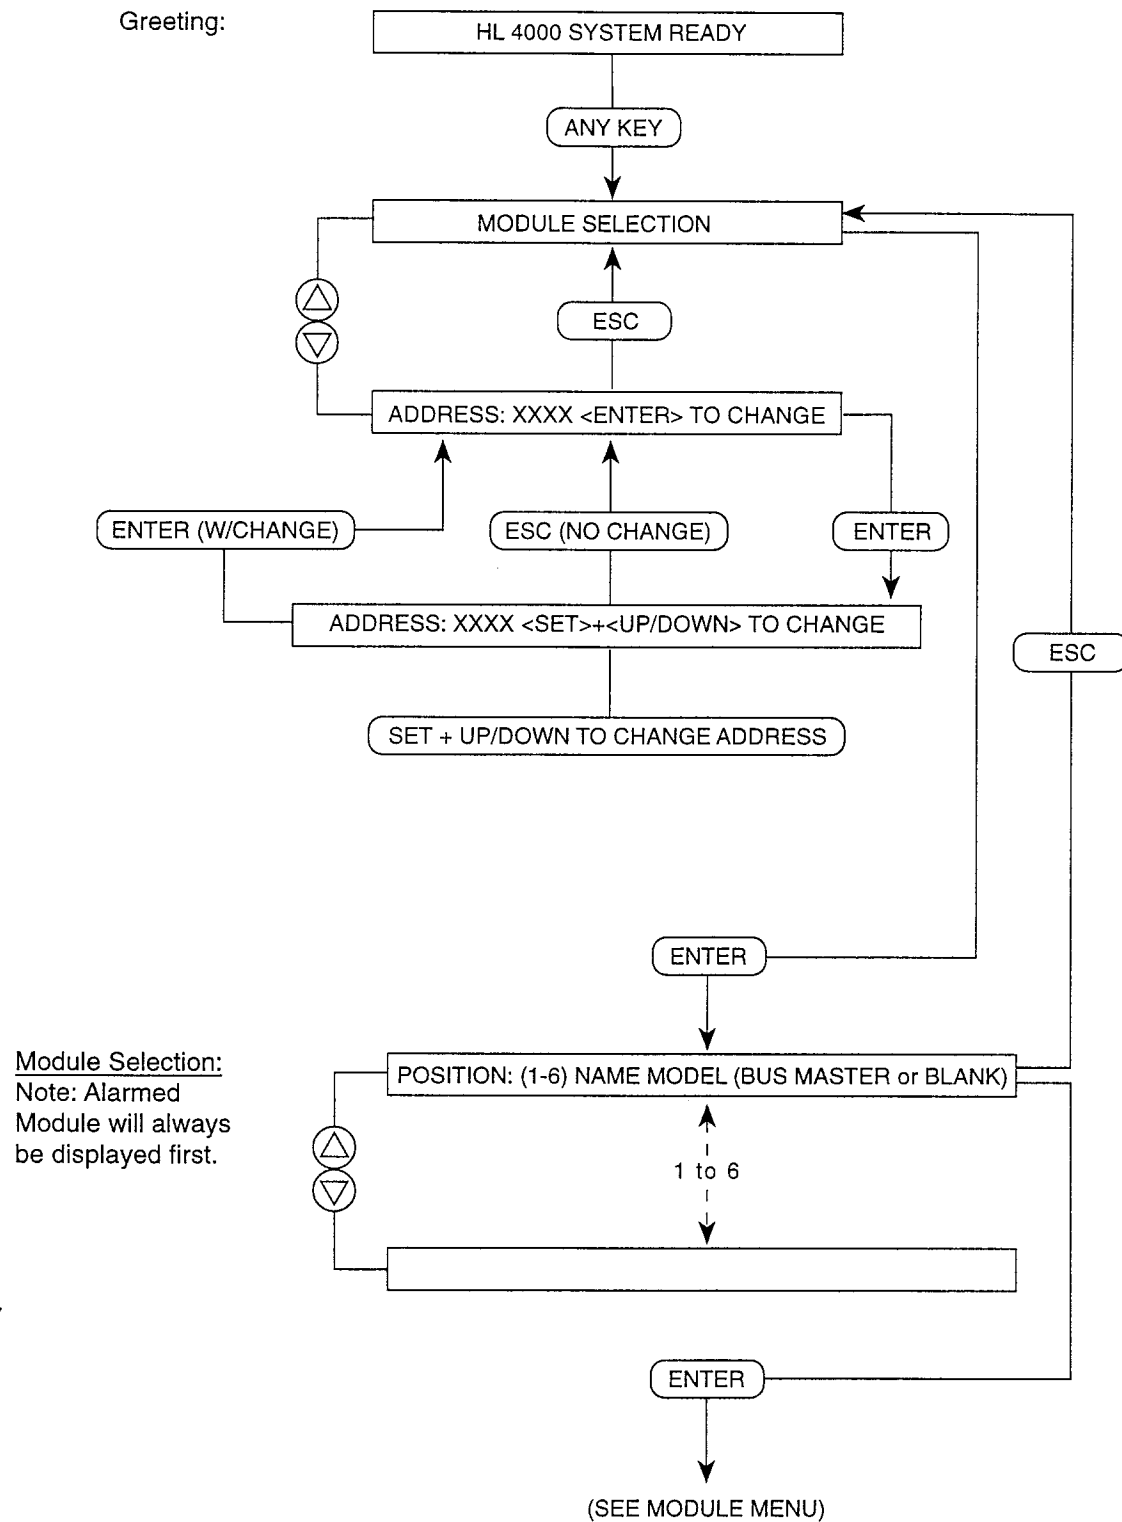 Greeting:
HL 4000 SYSTEM READY
ANY KEY
MODULE SELECTION
ESC
ADDRESS: XXXX <ENTER> TO CHANGE
ENTER (W/CHANGE)
ESC (NO CHANGE)
ENTER
ADDRESS: XXXX <SET>+<UP/DOWN> TO CHANGE
ESC
SET + UP/DOWN TO CHANGE ADDRESS
ENTER
Module Selection:
Note: Alarmed
Module will always
be displayed first.
POSITION: (1-6) NAME MODEL (BUS MASTER or BLANK)
1 to 6
ENTER
(SEE MODULE MENU)